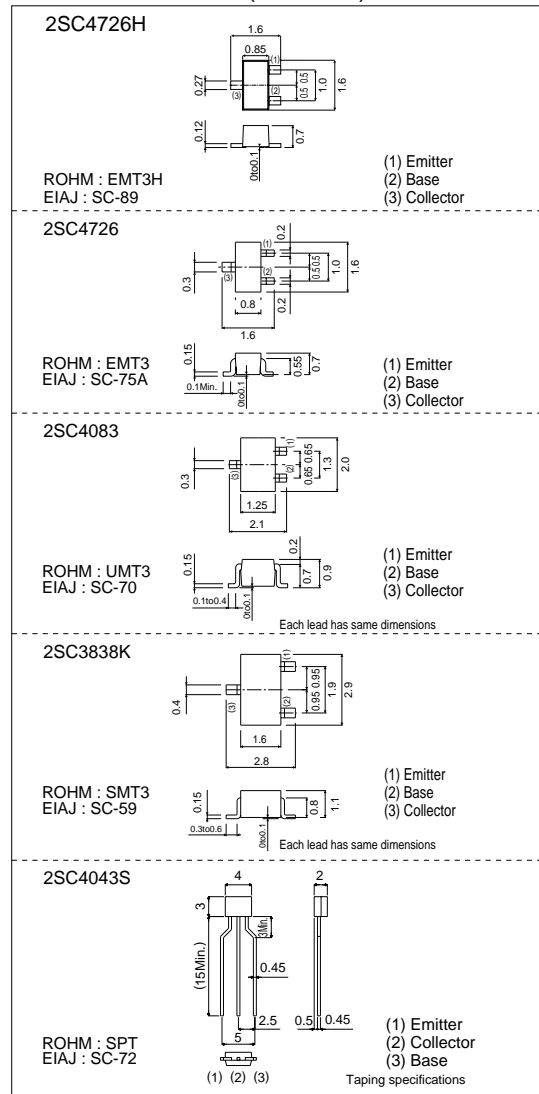 2SC4726H
1.6
0.85
(1)
0.27
(3)
0.5
0.5
1.0
1.6
(2)
0.12
0.7
0to0.1
ROHM : EMT3H
EIAJ : SC-89
(1) Emitter
(2) Base
(3) Collector
2SC4726
0.2
(1)
0.3
(3)
0.5
0.5
1.0
1.6
(2)
0.8
0.2
1.6
ROHM : EMT3
EIAJ : SC-75A
0.15
0.55
0.7
0.1Min.
0to0.1
(1) Emitter
(2) Base
(3) Collector
2SC4083
(1)
0.3
(3)
0.65
0.65
1.3
2.0
(2)
1.25
2.1
0.2
ROHM : UMT3
EIAJ : SC-70
0.15
0.7
0.9
0.1to0.4
0to0.1
(1) Emitter
(2) Base
(3) Collector
Each lead has same dimensions
2SC3838K
(1)
0.4
(3)
0.95
0.95
1.9
2.9
(2)
1.6
2.8
ROHM : SMT3
EIAJ : SC-59
0.15
0.8
1.1
0.3to0.6
0to0.1
(1) Emitter
(2) Base
(3) Collector
Each lead has same dimensions
2SC4043S
4
2
3
(15Min.)
3Min.
0.45
2.5
5
0.5
0.45
ROHM : SPT
EIAJ : SC-72
(1) (2) (3)
(1) Emitter
(2) Collector
(3) Base
Taping specifications